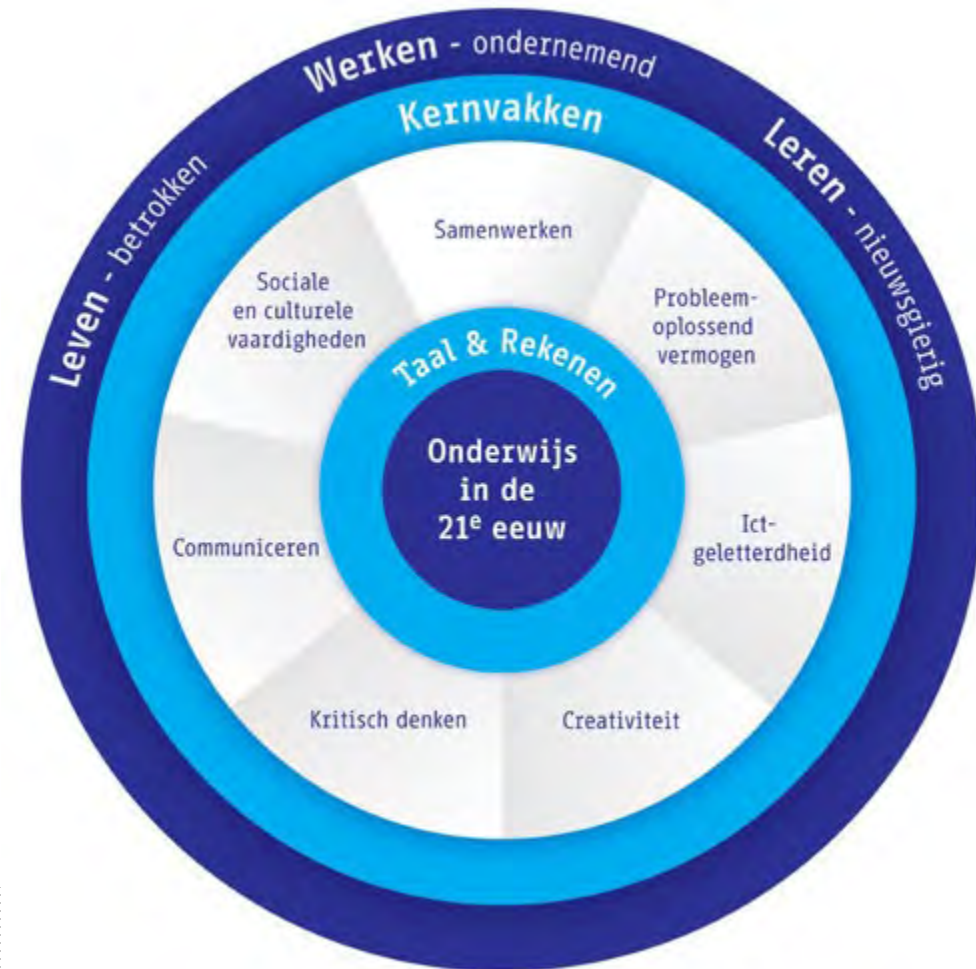 Werken - ondernemend
Kernvakken
Leven - betrokken
Leren - nieuwsgierig
Samenwerken
Sociale
en culturele
vaardigheden
Probleem-
oplossend
vermogen
Taal & Rekenen
Onderwijs
in de
21e eeuw
Communiceren
Ict-
geletterdheid
Kritisch denken
Creativiteit